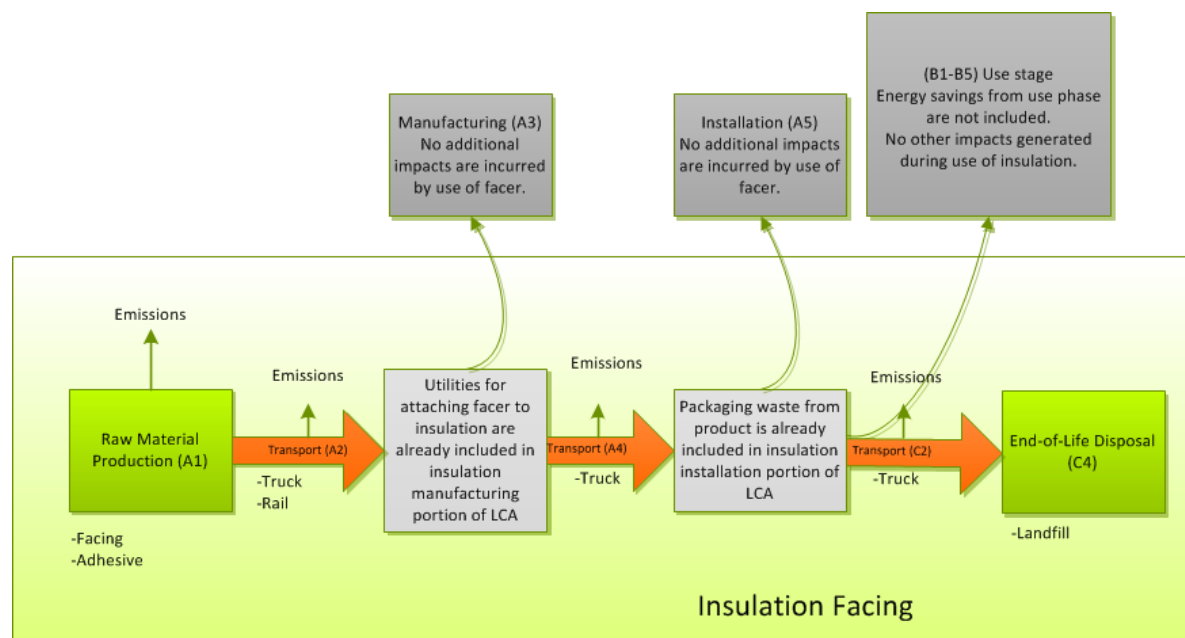 (B1-B5) Use stage
Energy savings from use phase
are not included.
No other impacts generated
during use of insulation.
Manufacturing (A3)
No additional
impacts are incurred
by use of facer.
Installation (A5)
No additional impacts
are incurred by use of
facer.
Emissions
Raw Material
Production (A1)
-Facing
-Adhesive
Emissions
Transport (A2)
-Truck
-Rail
Utilities for
attaching facer to
insulation are
already included in
insulation
manufacturing
portion of LCA
Emissions
Transport (A4)
-Truck
Packaging waste from
product is already
included in insulation
installation portion of
LCA
Emissions
Transport (C2)
-Truck
End-of-Life Disposal
(C4)
-Landfill
Insulation Facing